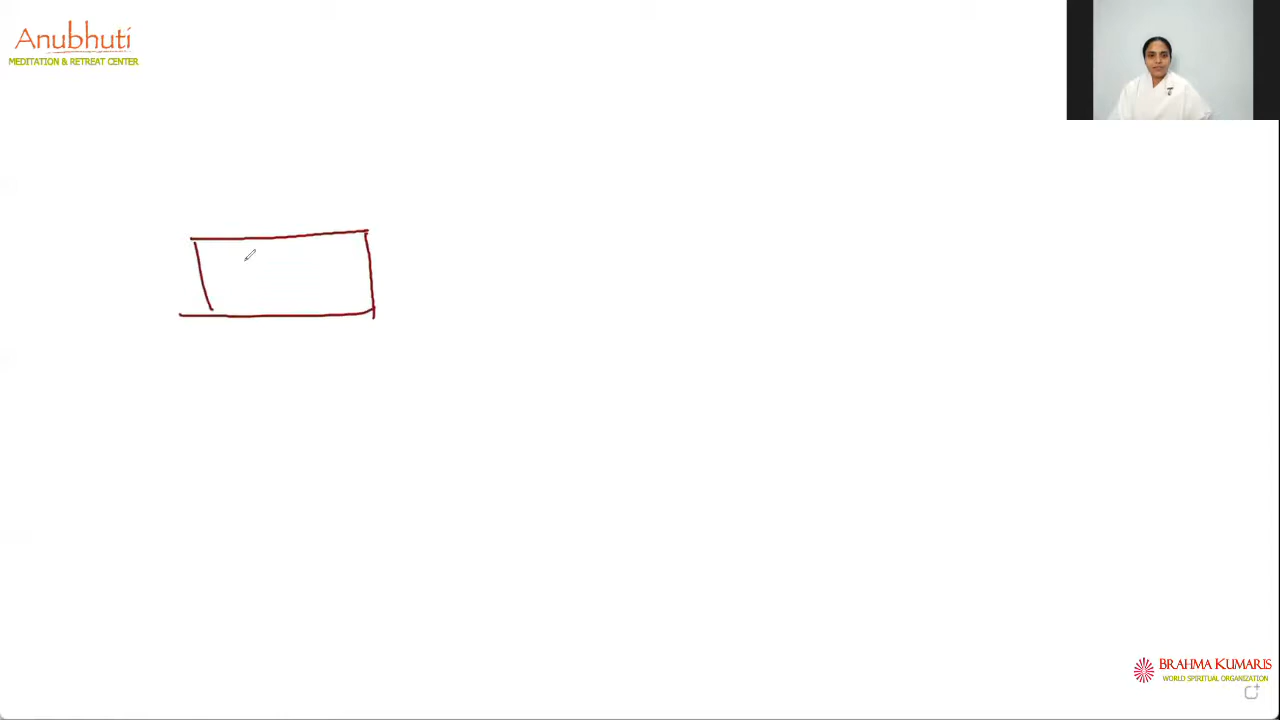 Anubhuti
MEDITATION & RETREAT CENTER
BRAHMA KUMARIS
WORLD SPIRITUAL ORGANIZATION